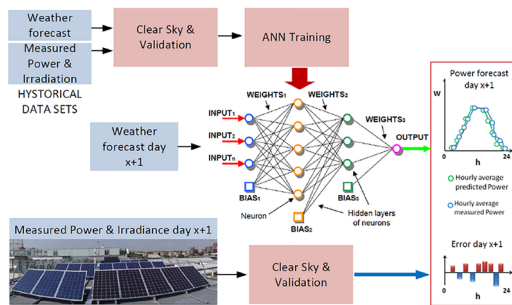 Weather
forecast
Measured
Power &
Irradiation
HYSTORICAL
DATA SETS
Clear Sky &
Validation
ANN Training
Weather
forecast day
x+1
WEIGHTS₁
WEIGHTS₂
WEIGHTS₃
INPUT₁
INPUT₂
INPUTn
BIAS₁
BIAS₂
BIAS₃
Neuron
Hidden layers
of neurons
OUTPUT
Power forecast
day x+1
W
h
24
Hourly average
predicted Power
Hourly average
measured Power
Error day x+1
h
24
Measured Power & Irradiance day x+1
Clear Sky &
Validation